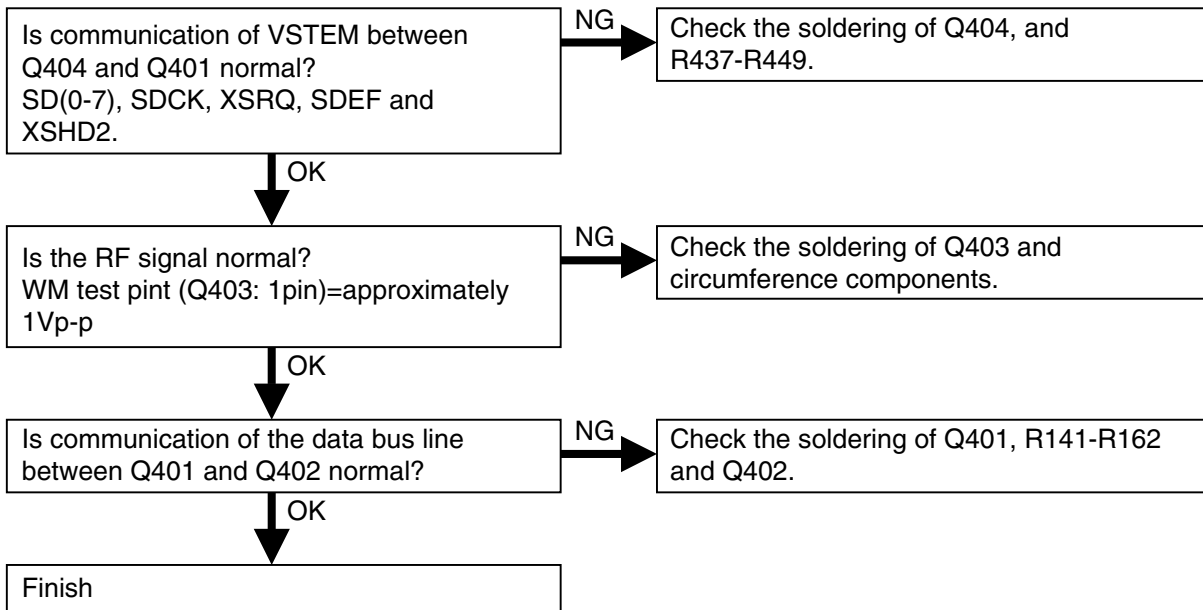 Is communication of VSTEM between
Q404 and Q401 normal?
SD(0-7), SDCK, XSRQ, SDEF and
XSHD2.
NG
Check the soldering of Q404, and
R437-R449.
OK
Is the RF signal normal?
WM test pint (Q403: 1pin)=approximately
1Vp-p
NG
Check the soldering of Q403 and
circumference components.
OK
Is communication of the data bus line
between Q401 and Q402 normal?
NG
Check the soldering of Q401, R141-R162
and Q402.
OK
Finish